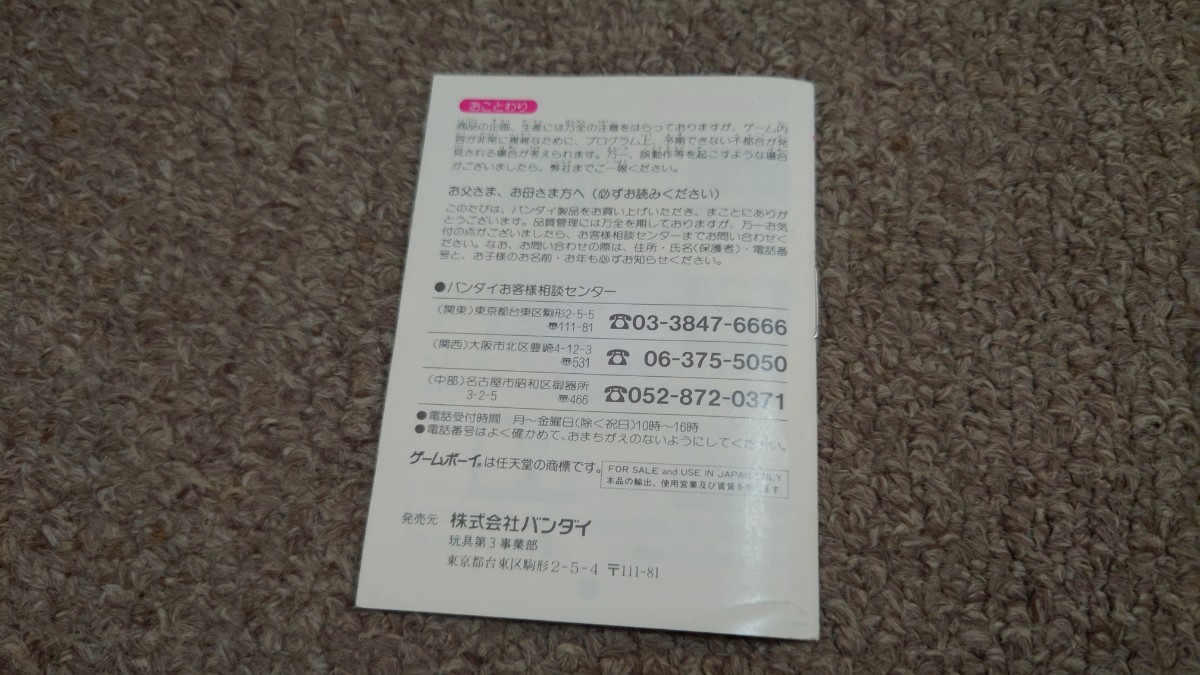 おことわり
商品の企画、生産には万全の注意をはらっておりますが、ゲーム内
容が非常に複雑なために、プログラム上、予期できない不都合が発
見される場合が考えられます。万一、誤動作等を起こすような場合
がございましたら、弊社までご一報ください。
お父さま、お母さま方へ(必ずお読みください)
このたびは、バンダイ製品をお買い上げいただき、まことにありが
とうございます。品質管理には万全を期しておりますが、万一お気
付の点がございましたら、お客様相談センターまでお問い合わせく
ださい。なお、お問い合わせの際は、住所・氏名(保護者)・電話番
号と、お子様のお名前・お年も必ずお知らせください。
●バンダイお客様相談センター
(関東)東京都台東区駒形2-5-5
〠111-81 ☎03-3847-6666
(関西)大阪市北区豊崎4-12-3
〠531 ☎ 06-375-5050
(中部)名古屋市昭和区御器所
3-2-5 〠466 ☎052-872-0371
●電話受付時間 月〜金曜日(除く祝日)10時〜16時
●電話番号はよく確かめて、おまちがえのないようにしてください。
ゲームボーイ®は任天堂の商標です。
FOR SALE and USE IN JAPAN ONLY
本品の輸出、使用営業及び賃貸を禁じます。
発売元 株式会社バンダイ
玩具第3事業部
東京都台東区駒形2-5-4 〒111-81